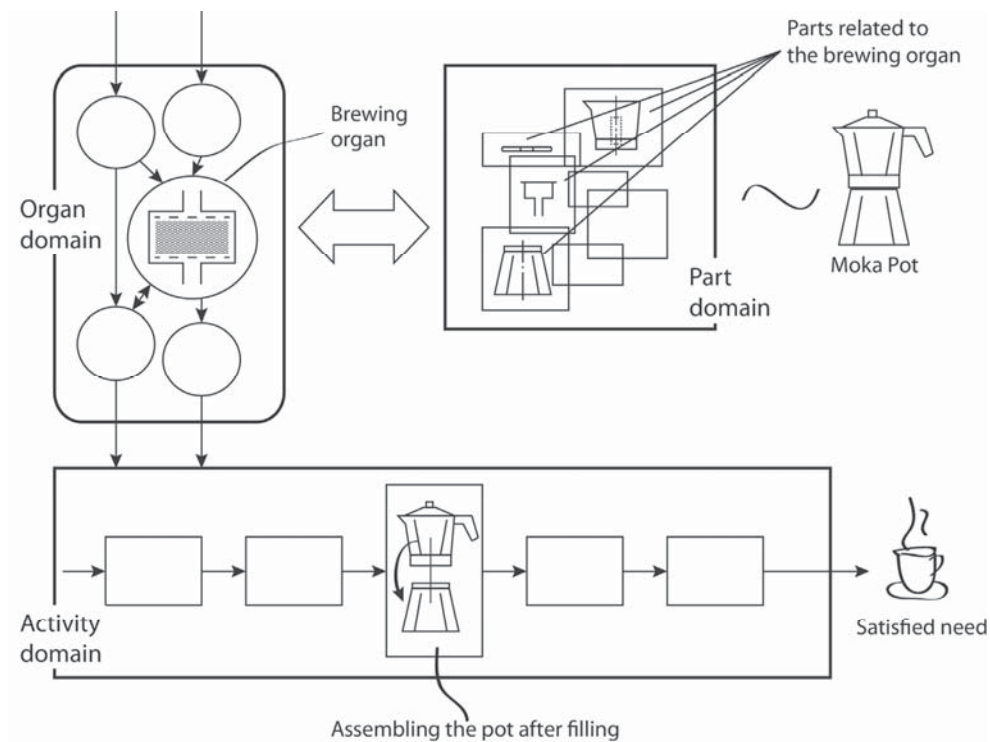 Parts related to
the brewing organ
Brewing
organ
Organ
domain
Part
domain
Moka Pot
Activity
domain
Satisfied need
Assembling the pot after filling